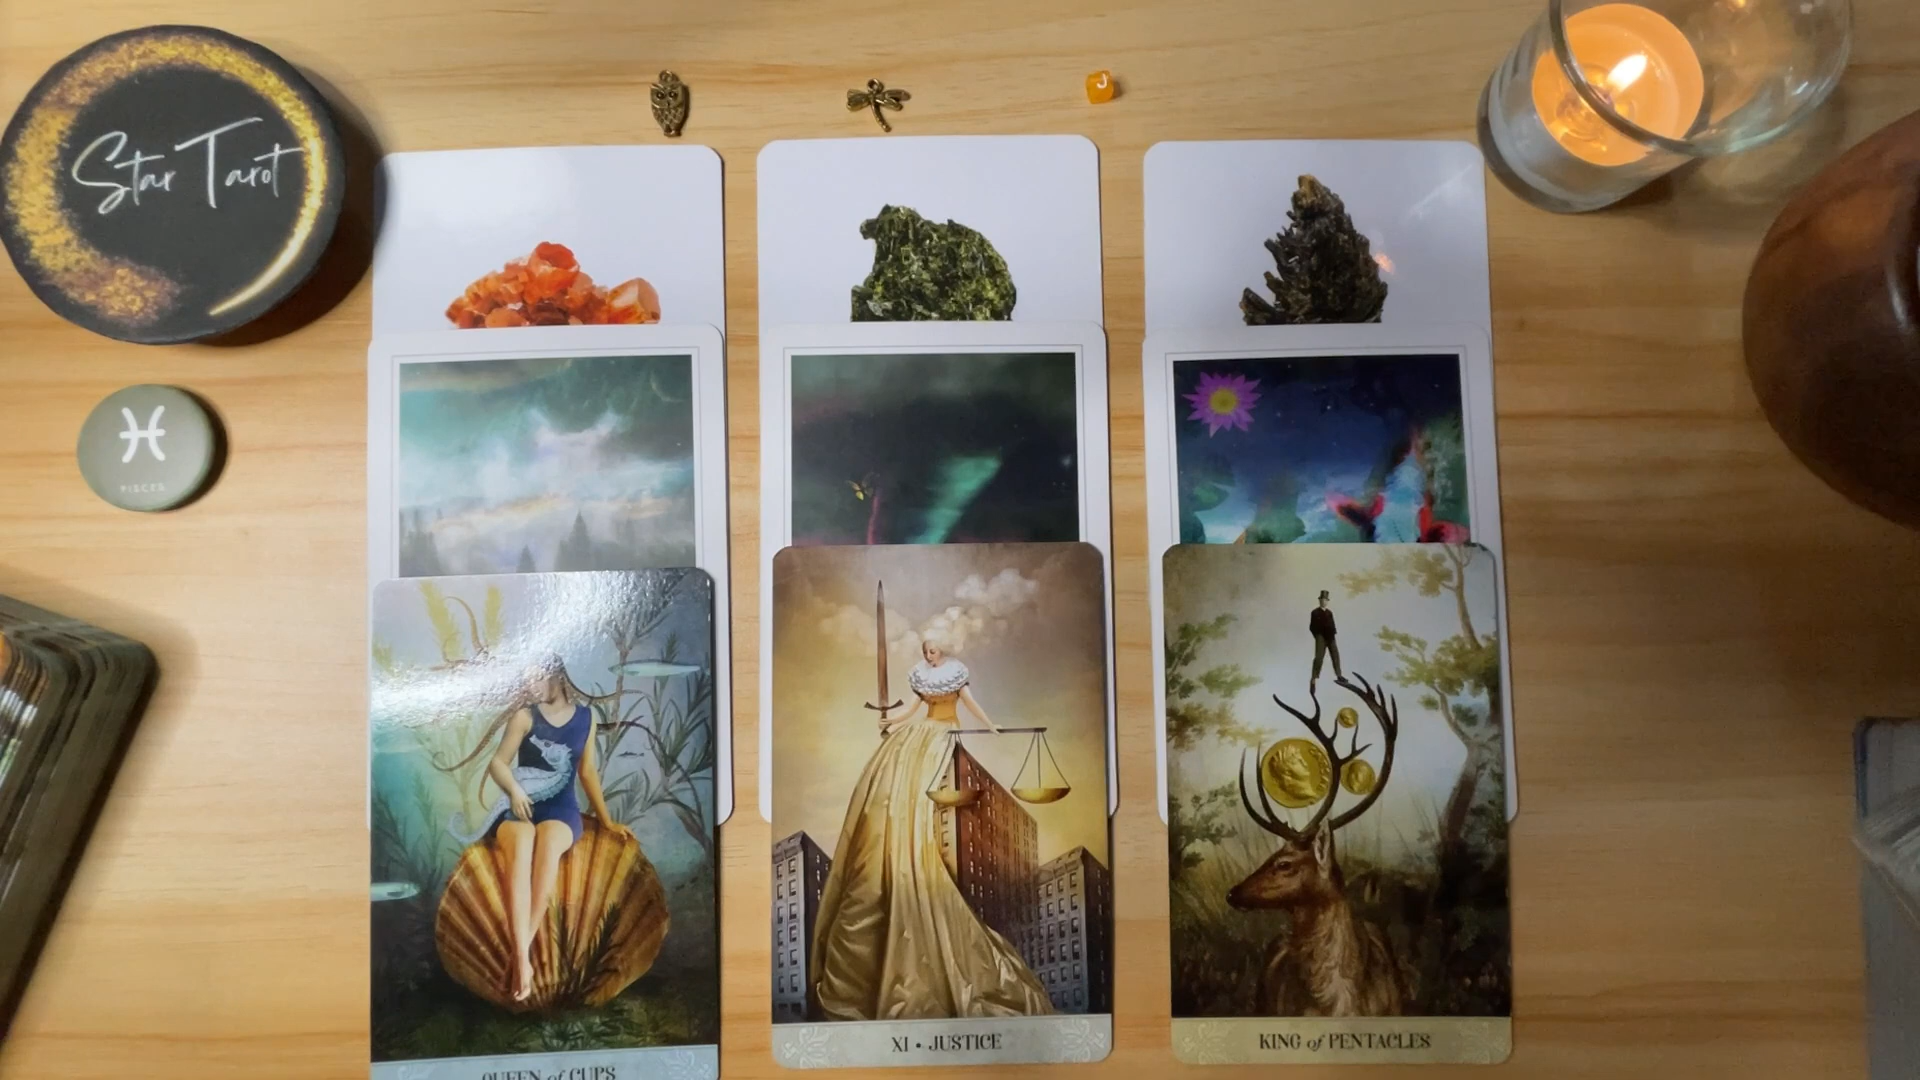 Star Tarot
J
PISCES
QUEEN of CUPS
XI • JUSTICE
KING of PENTACLES